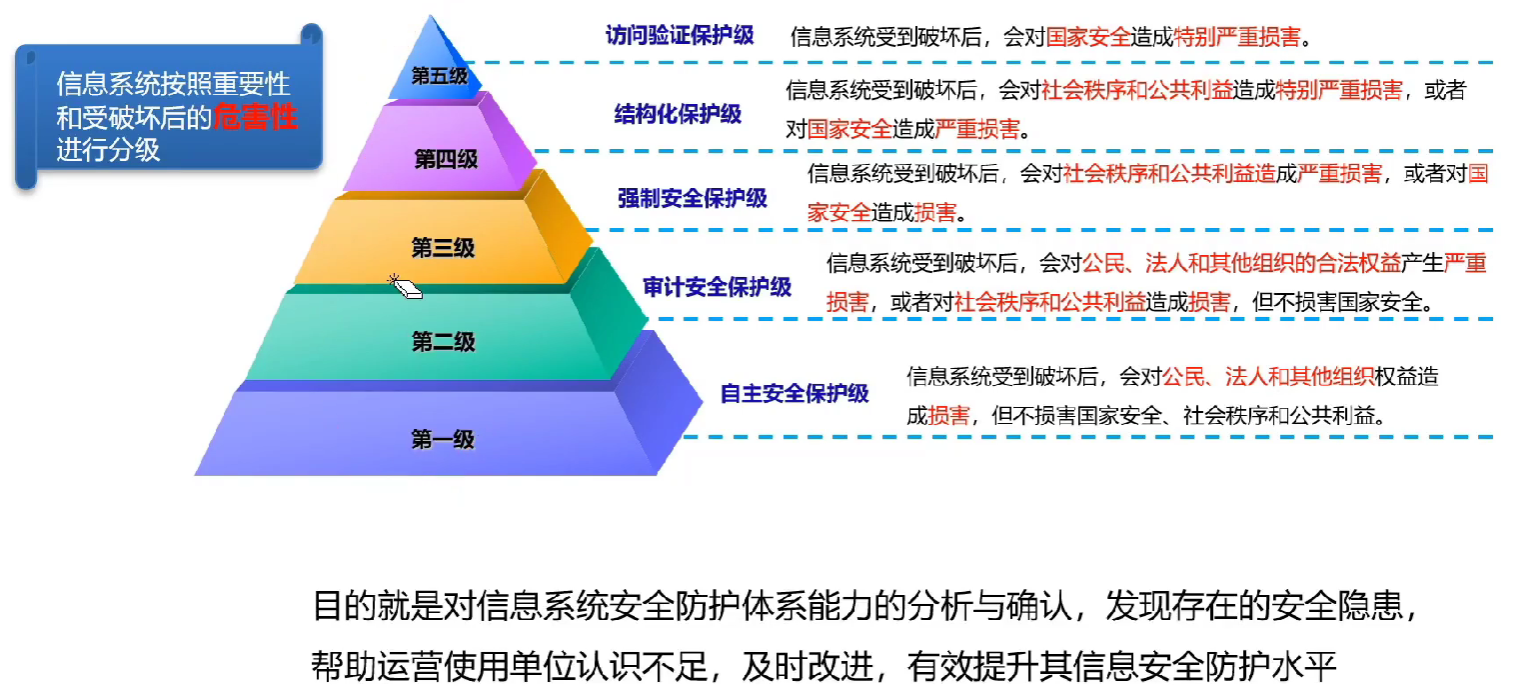 信息系统按照重要性
和受破坏后的危害性
进行分级
第五级
访问验证保护级
信息系统受到破坏后，会对国家安全造成特别严重损害。
第四级
结构化保护级
信息系统受到破坏后，会对社会秩序和公共利益造成特别严重损害，或者
对国家安全造成严重损害。
第三级
强制安全保护级
信息系统受到破坏后，会对社会秩序和公共利益造成严重损害，或者对国
家安全造成损害。
第二级
审计安全保护级
信息系统受到破坏后，会对公民、法人和其他组织的合法权益产生严重
损害，或者对社会秩序和公共利益造成损害，但不损害国家安全。
第一级
自主安全保护级
信息系统受到破坏后，会对公民、法人和其他组织权益造
成损害，但不损害国家安全、社会秩序和公共利益。
目的就是对信息系统安全防护体系能力的分析与确认，发现存在的安全隐患，
帮助运营使用单位认识不足，及时改进，有效提升其信息安全防护水平